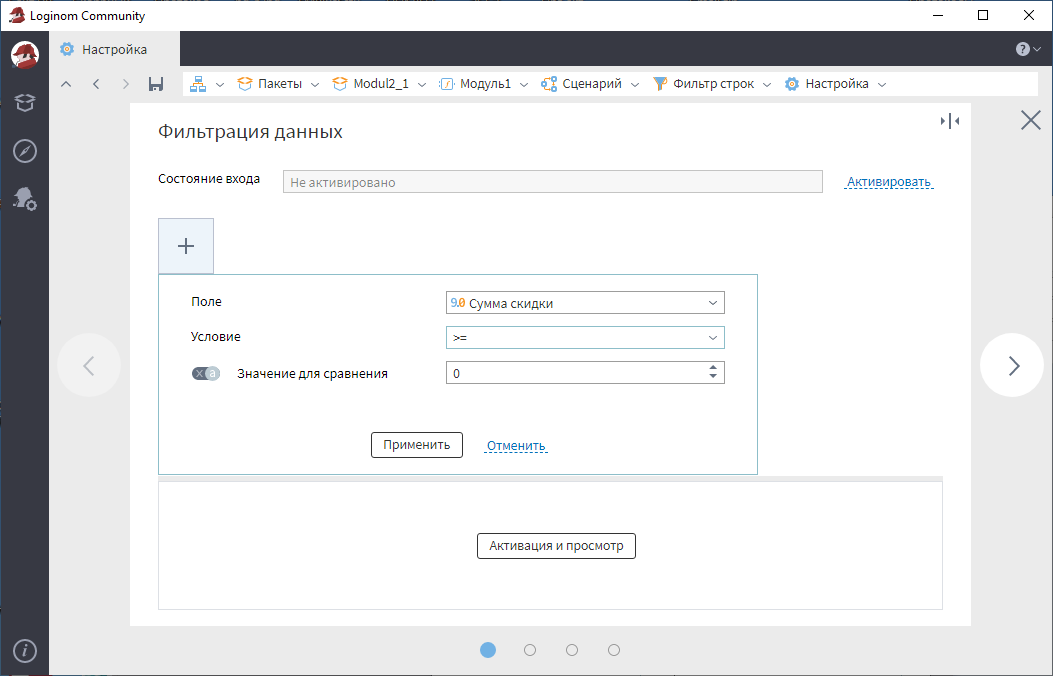 Loginom Community
Настройка
Пакеты Modul2_1 Модуль1 Сценарий Фильтр строк Настройка
Фильтрация данных
Состояние входа Не активировано Активировать
+
Поле 9.0 Сумма скидки
Условие >=
x a Значение для сравнения 0
Применить Отменить
Активация и просмотр